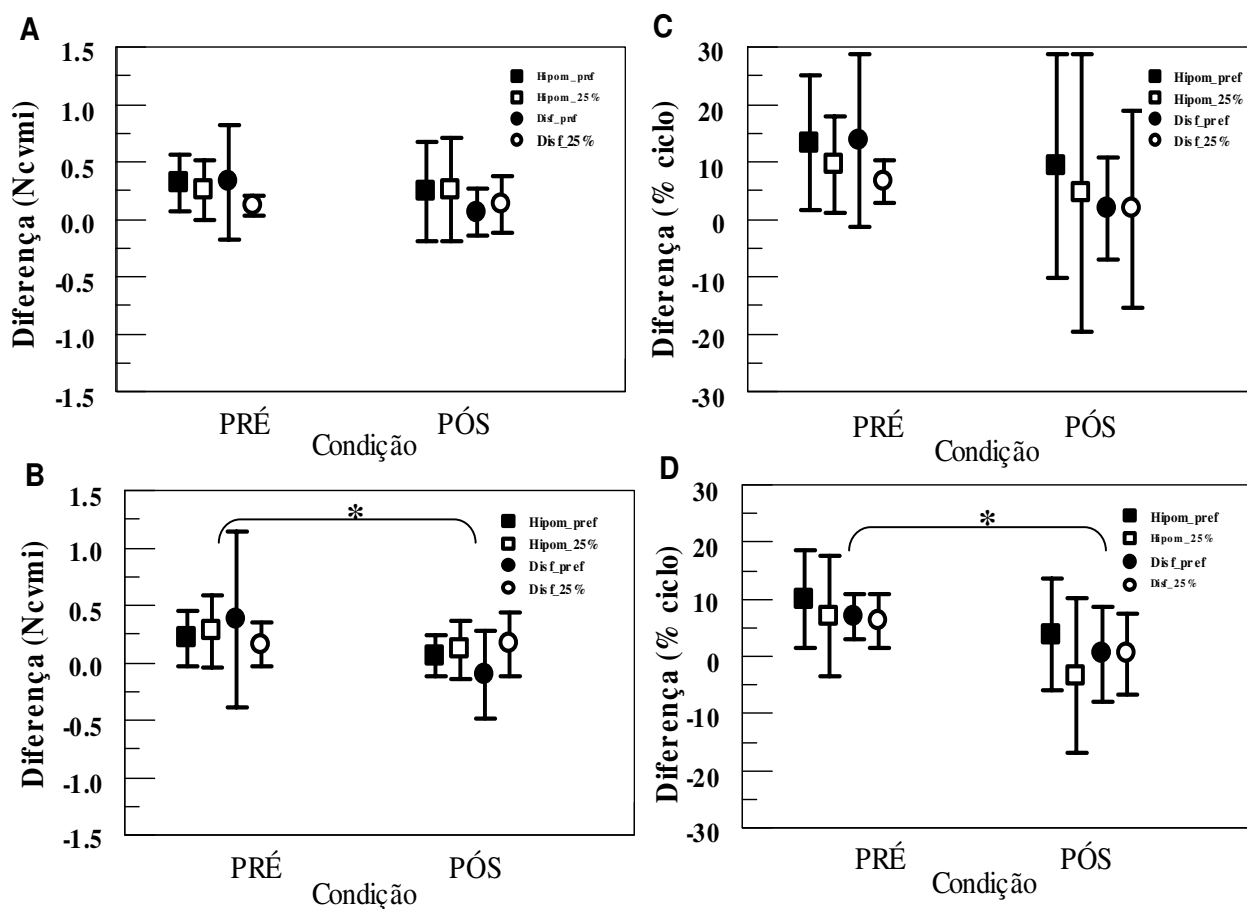 A
Diferença (Ncvmi)
1.5
1.0
0.5
0.0
0.5
-1.0
-1.5
Hipom_pref
Hipom_25%
Disf_pref
Disf_25%
PRÉ
PÓS
Condição
C
Diferença (% ciclo)
30
20
10
0
-10
-20
-30
Hipom_pref
Hipom_25%
Disf_pref
Disf_25%
PRÉ
PÓS
Condição
B
Diferença (Ncvmi)
1.5
1.0
0.5
0.0
-0.5
-1.0
-1.5
*
Hipom_pref
Hipom_25%
Disf_pref
Disf_25%
PRÉ
PÓS
Condição
D
Diferença (% ciclo)
30
20
10
0
-10
-20
-30
*
Hipom_pref
Hipom_25%
Disf_pref
Disf_25%
PRÉ
PÓS
Condição